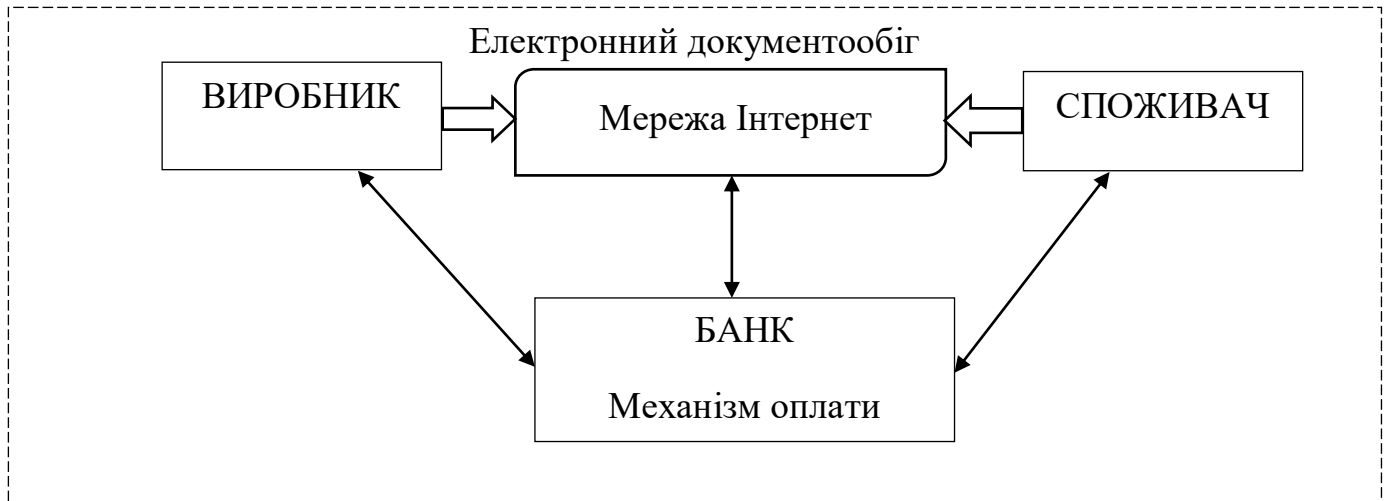 Електронний документообіг
ВИРОБНИК
Мережа Інтернет
СПОЖИВАЧ
БАНК
Механізм оплати